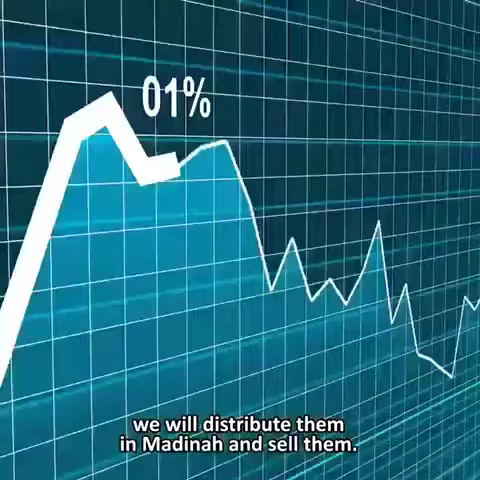 01%
we will distribute them
in Madinah and sell them.